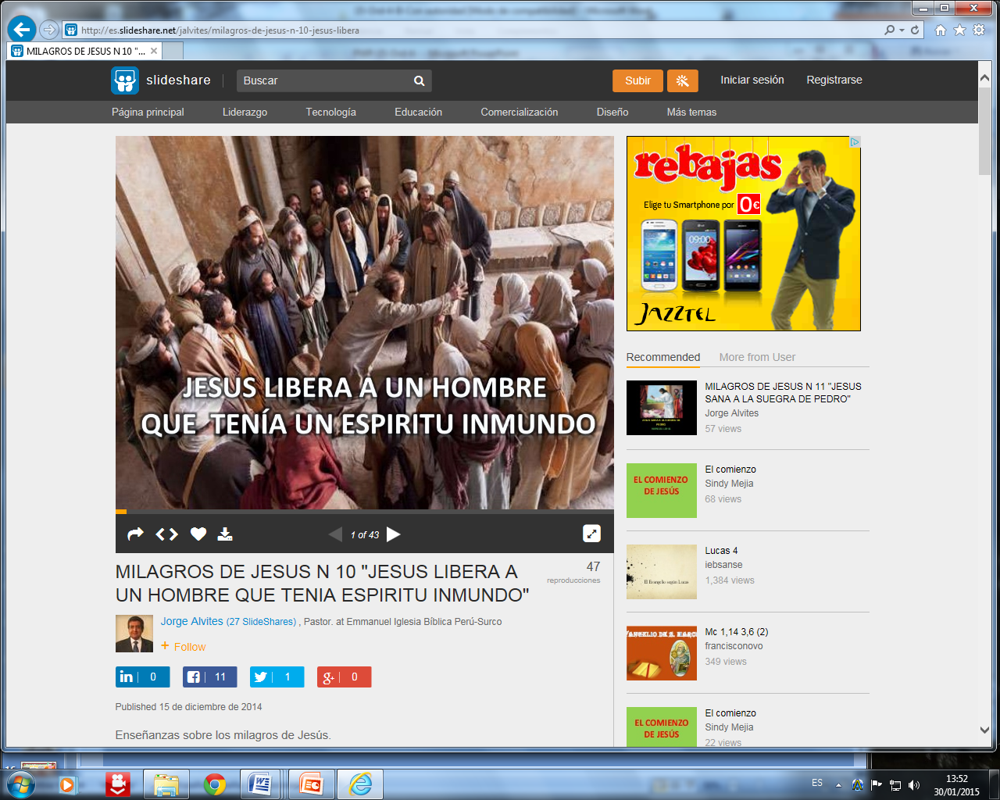 http://es.slideshare.net/jalvites/milagros-de-jesus-n-10-jesus-libera
MILAGROS DE JESUS N 10 "...
slideshare
Buscar
Subir
Iniciar sesión
Registrarse
Página principal
Liderazgo
Tecnología
Educación
Comercialización
Diseño
Más temas
JESUS LIBERA A UN HOMBRE
QUE TENÍA UN ESPIRITU INMUNDO
1 of 43
MILAGROS DE JESUS N 10 "JESUS LIBERA A
UN HOMBRE QUE TENIA ESPIRITU INMUNDO"
47
reproducciones
Jorge Alvites (27 SlideShares) , Pastor. at Emmanuel Iglesia Bíblica Perú-Surco
+ Follow
in 0
11
1
g+ 0
Published 15 de diciembre de 2014
Enseñanzas sobre los milagros de Jesús.
rebajas
Elige tu Smartphone por 0€
09:00
JAZZTEL
Recommended
More from User
MILAGROS DE JESUS N 11 "JESUS
SANA A LA SUEGRA DE PEDRO"
Jorge Alvites
57 views
EL COMIENZO
DE JESÚS
El comienzo
Sindy Mejia
68 views
El Evangelio según Lucas
Lucas 4
iebsanse
1,384 views
Mc 1,14 3,6 (2)
francisconovo
349 views
EL COMIENZO
DE JESÚS
El comienzo
Sindy Mejia
22 views
ES
13:52
30/01/2015